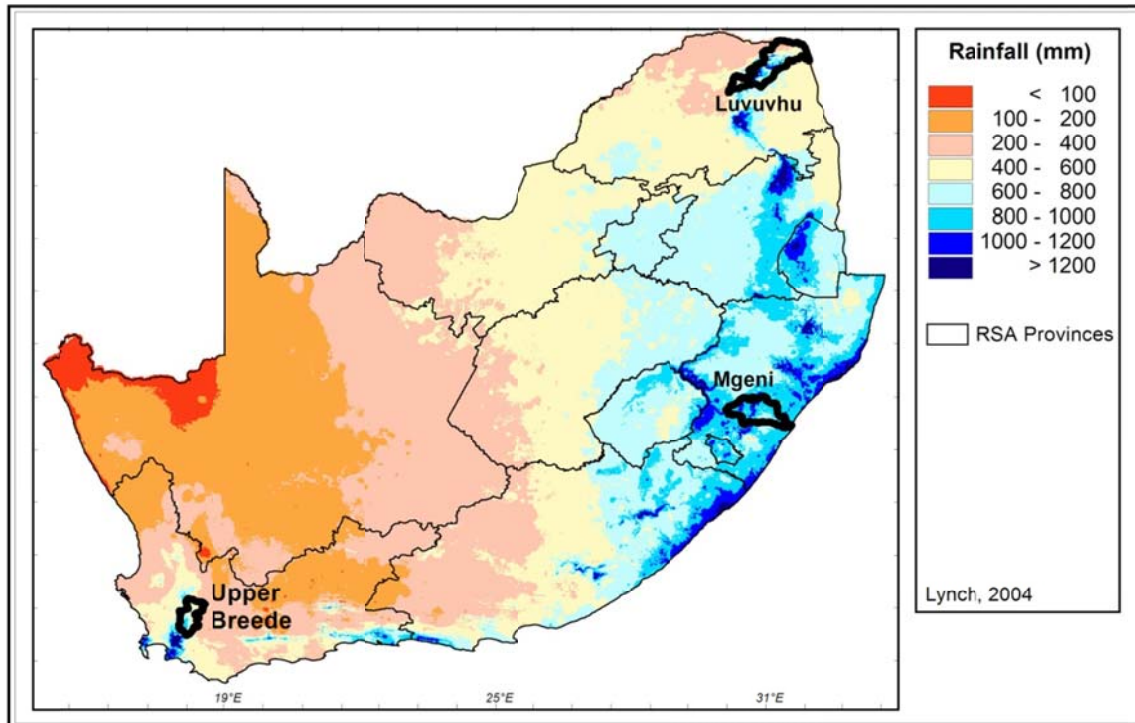 Luvuvhu
Mgeni
Upper
Breede
19°E
25°E
31°E
Rainfall (mm)
< 100
100 - 200
200 - 400
400 - 600
600 - 800
800 - 1000
1000 - 1200
> 1200
RSA Provinces
Lynch, 2004